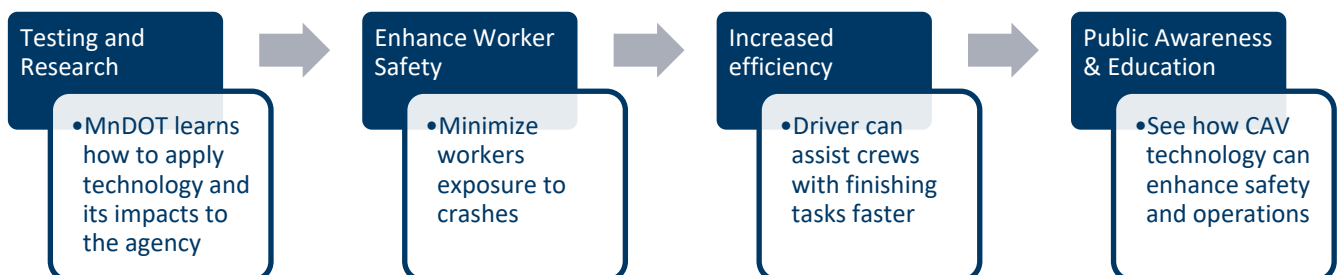 Testing and
Research
•MnDOT learns
how to apply
technology and
its impacts to
the agency
Enhance Worker
Safety
•Minimize
workers
exposure to
crashes
Increased
efficiency
•Driver can
assist crews
with finishing
tasks faster
Public Awareness
& Education
•See how CAV
technology can
enhance safety
and operations